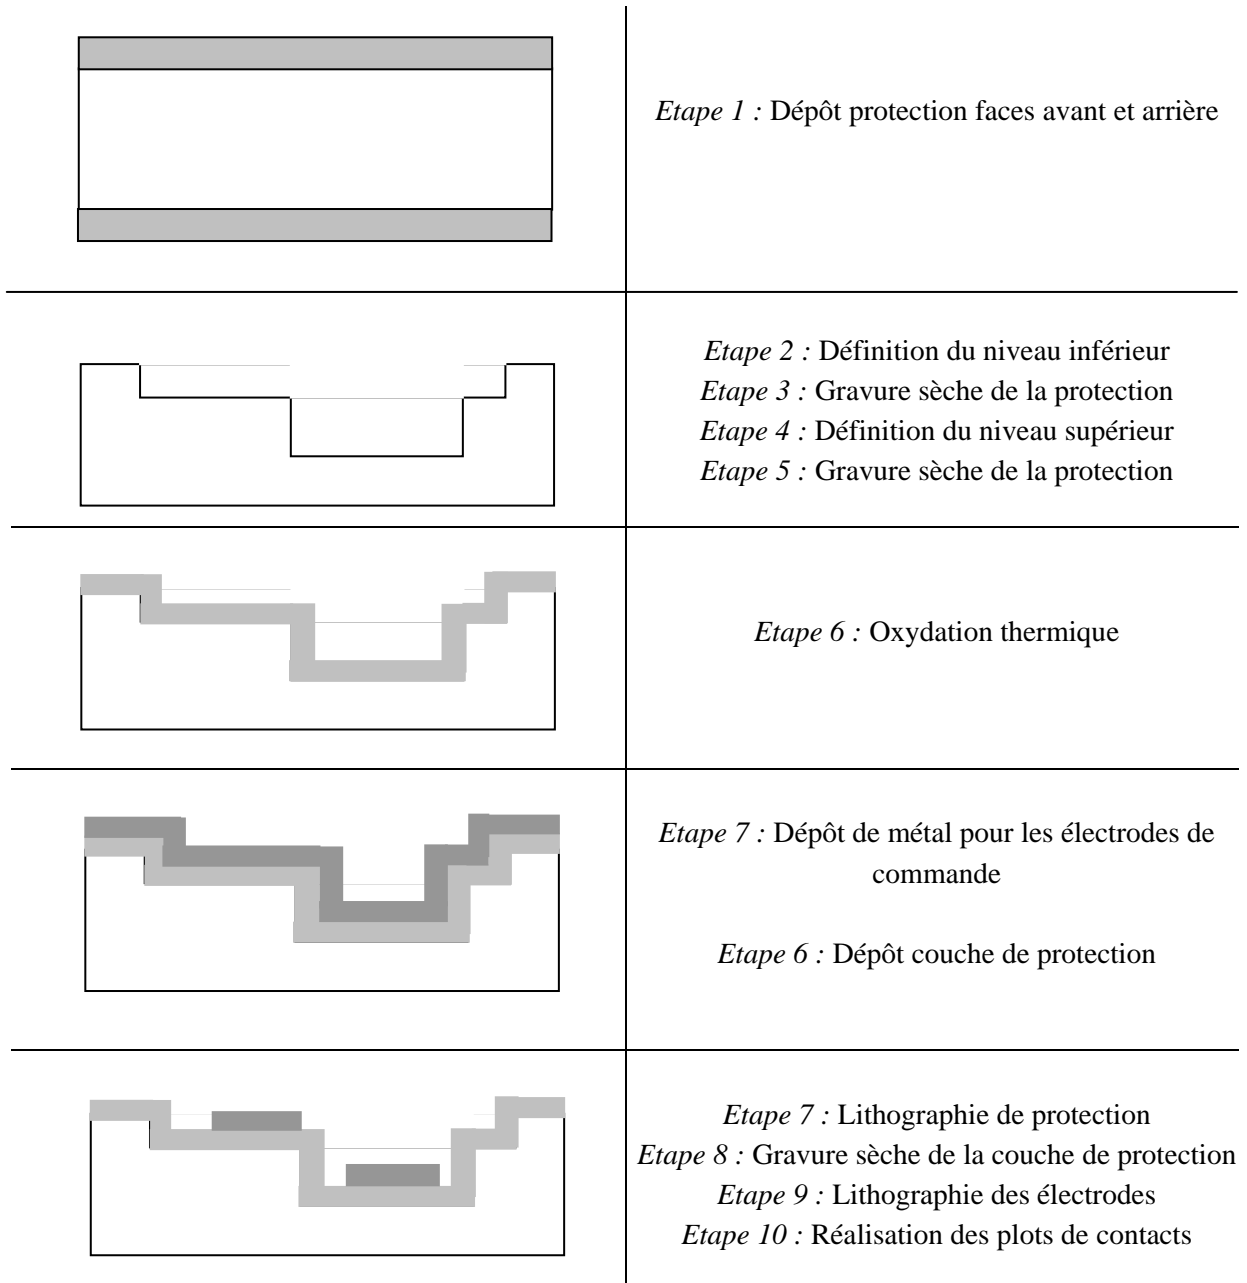 Etape 1 : Dépôt protection faces avant et arrière
Etape 2 : Définition du niveau inférieur
Etape 3 : Gravure sèche de la protection
Etape 4 : Définition du niveau supérieur
Etape 5 : Gravure sèche de la protection
Etape 6 : Oxydation thermique
Etape 7 : Dépôt de métal pour les électrodes de
commande
Etape 6 : Dépôt couche de protection
Etape 7 : Lithographie de protection
Etape 8 : Gravure sèche de la couche de protection
Etape 9 : Lithographie des électrodes
Etape 10 : Réalisation des plots de contacts